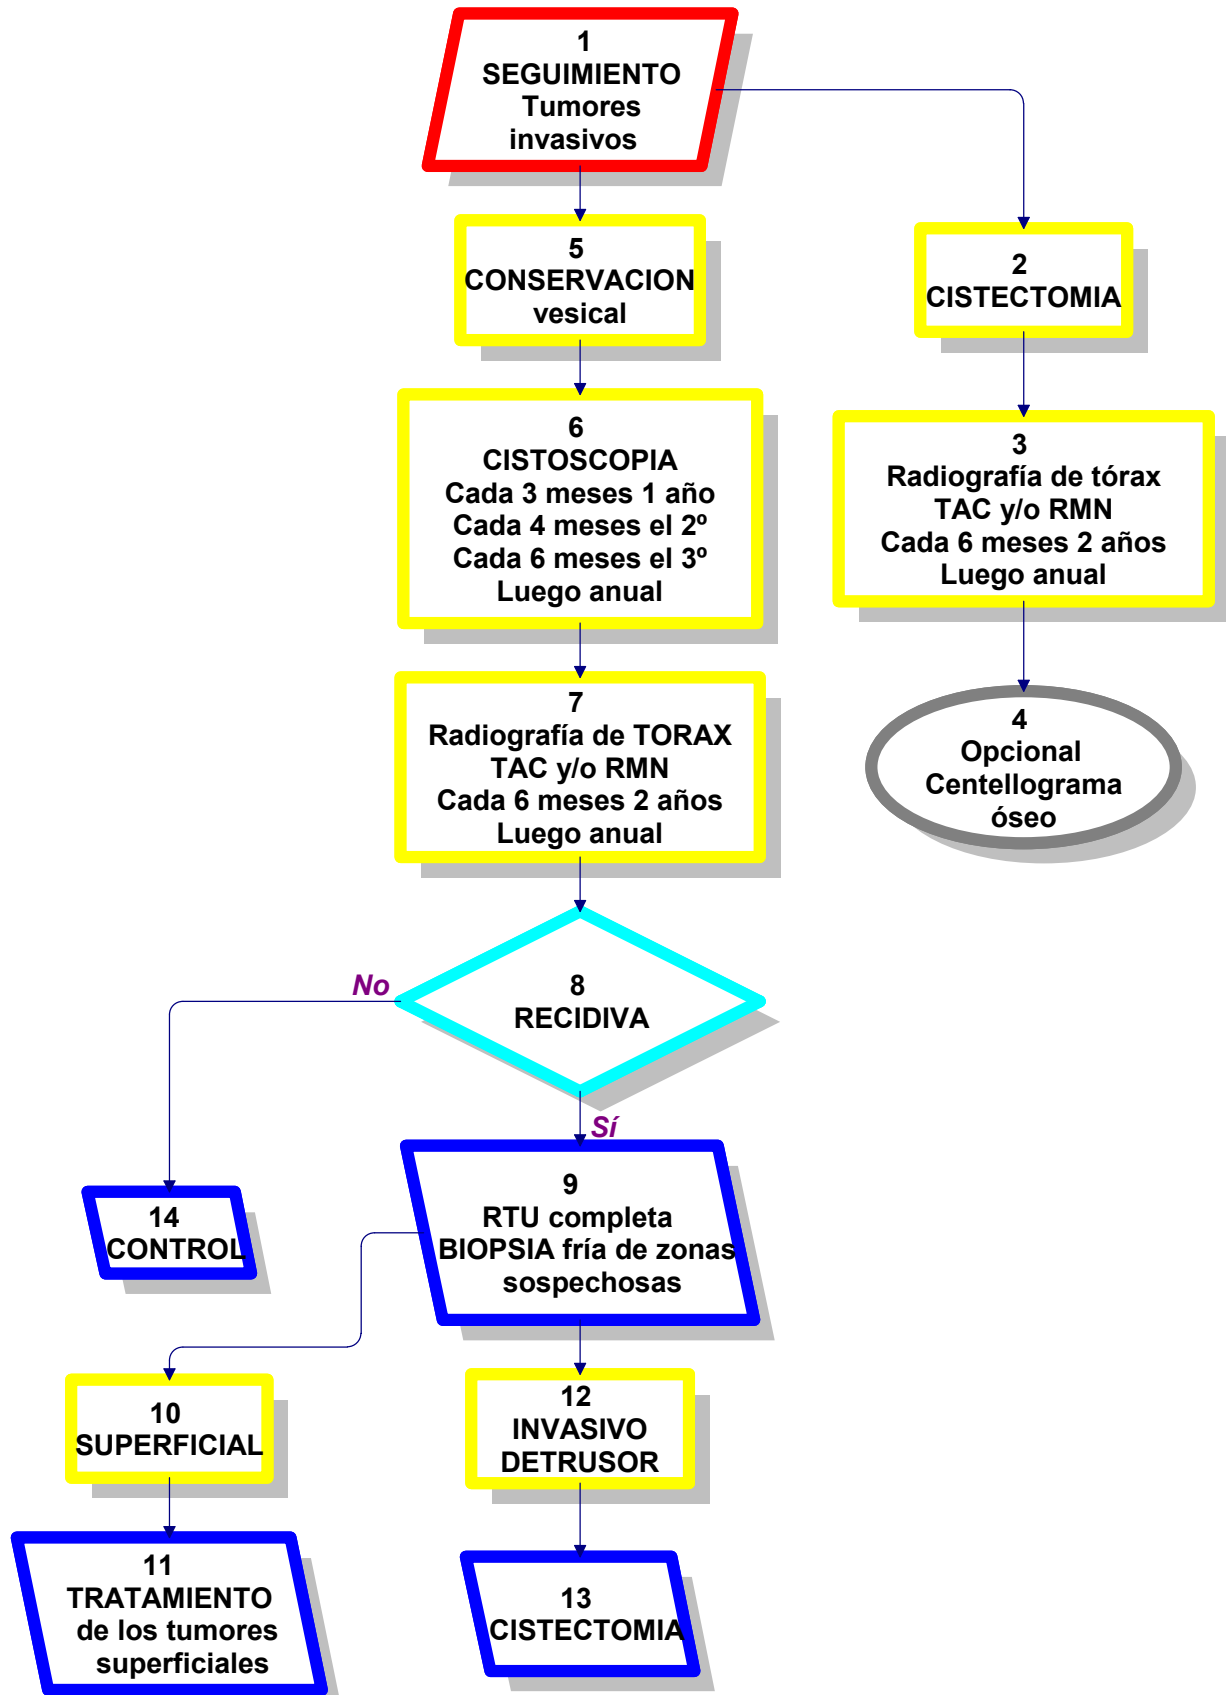 1
SEGUIMIENTO
Tumores
invasivos
5
CONSERVACION
vesical
2
CISTECTOMIA
6
CISTOSCOPIA
Cada 3 meses 1 año
Cada 4 meses el 2º
Cada 6 meses el 3º
Luego anual
3
Radiografía de tórax
TAC y/o RMN
Cada 6 meses 2 años
Luego anual
7
Radiografía de TORAX
TAC y/o RMN
Cada 6 meses 2 años
Luego anual
4
Opcional
Centellograma
óseo
8
RECIDIVA
No
Sí
9
RTU completa
BIOPSIA fría de zonas
sospechosas
14
CONTROL
10
SUPERFICIAL
12
INVASIVO
DETRUSOR
11
TRATAMIENTO
de los tumores
superficiales
13
CISTECTOMIA